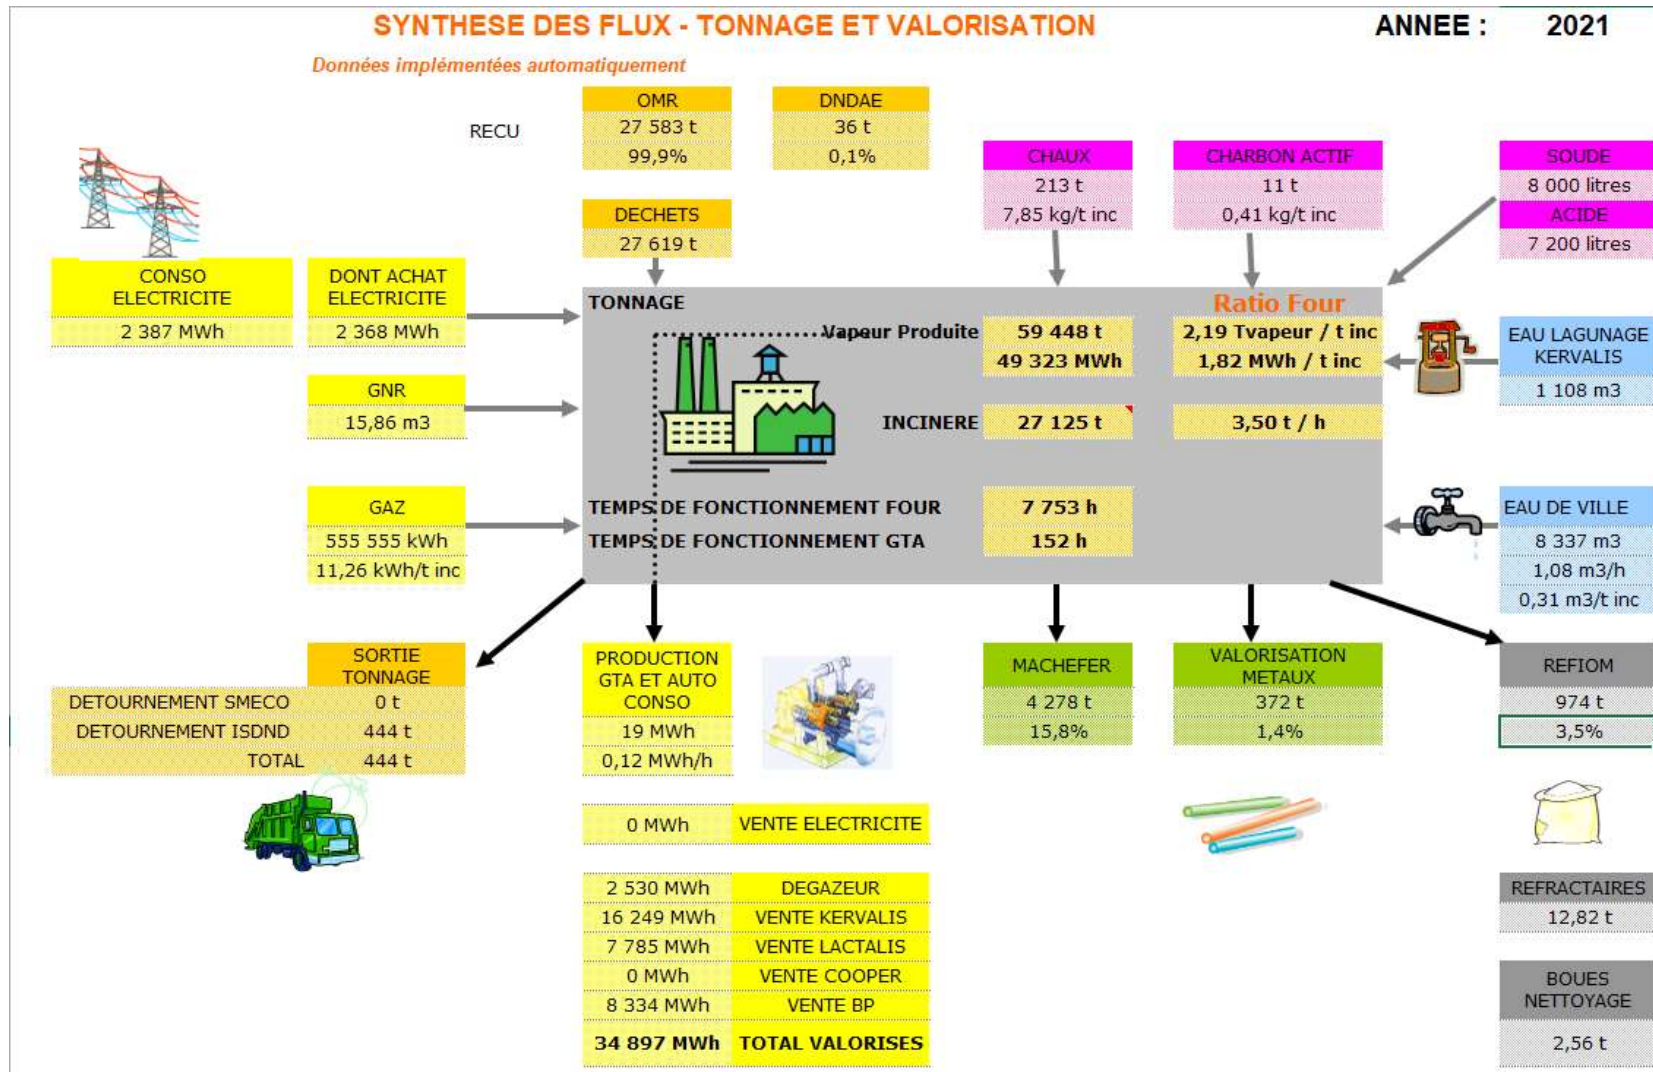 SYNTHESE DES FLUX - TONNAGE ET VALORISATION
ANNEE : 2021
Données implémentées automatiquement
RECU
OMR
27 583 t
99,9%
DNDAE
36 t
0,1%
DECHETS
27 619 t
CHAUX
213 t
7,85 kg/t inc
CHARBON ACTIF
11 t
0,41 kg/t inc
SOUDE
8 000 litres
ACIDE
7 200 litres
CONSO
ELECTRICITE
2 387 MWh
DONT ACHAT
ELECTRICITE
2 368 MWh
GNR
15,86 m3
GAZ
555 555 kWh
11,26 kWh/t inc
TONNAGE
Ratio Four
Vapeur Produite 59 448 t 2,19 Tvapeur / t inc
49 323 MWh 1,82 MWh / t inc
INCINERE 27 125 t 3,50 t / h
TEMPS DE FONCTIONNEMENT FOUR 7 753 h
TEMPS DE FONCTIONNEMENT GTA 152 h
EAU LAGUNAGE
KERVALIS
1 108 m3
EAU DE VILLE
8 337 m3
1,08 m3/h
0,31 m3/t inc
SORTIE
TONNAGE
DETOURNEMENT SMECO 0 t
DETOURNEMENT ISDND 444 t
TOTAL 444 t
PRODUCTION
GTA ET AUTO
CONSO
19 MWh
0,12 MWh/h
0 MWh VENTE ELECTRICITE
2 530 MWh DEGAZEUR
16 249 MWh VENTE KERVALIS
7 785 MWh VENTE LACTALIS
0 MWh VENTE COOPER
8 334 MWh VENTE BP
34 897 MWh TOTAL VALORISES
MACHEFER
4 278 t
15,8%
VALORISATION
METAUX
372 t
1,4%
REFIOM
974 t
3,5%
REFRACTAIRES
12,82 t
BOUES
NETTOYAGE
2,56 t